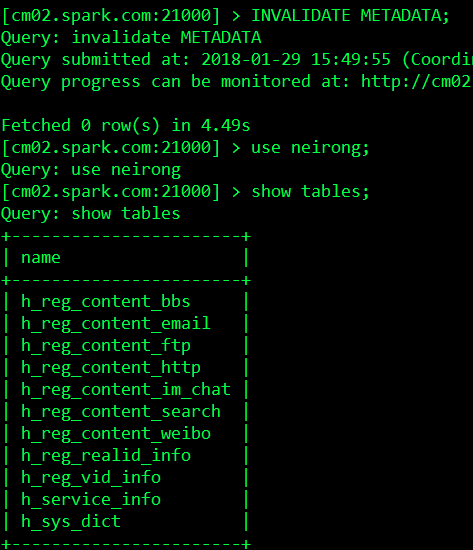 [cm02.spark.com:21000] > INVALIDATE METADATA;
Query: invalidate METADATA
Query submitted at: 2018-01-29 15:49:55 (Coordin
Query progress can be monitored at: http://cm02
Fetched 0 row(s) in 4.49s
[cm02.spark.com:21000] > use neirong;
Query: use neirong
[cm02.spark.com:21000] > show tables;
Query: show tables
+-----------------------+
| name                  |
+-----------------------+
| h_reg_content_bbs     |
| h_reg_content_email   |
| h_reg_content_ftp     |
| h_reg_content_http    |
| h_reg_content_im_chat |
| h_reg_content_search  |
| h_reg_content_weibo   |
| h_reg_realid_info     |
| h_reg_vid_info        |
| h_service_info        |
| h_sys_dict            |
+-----------------------+